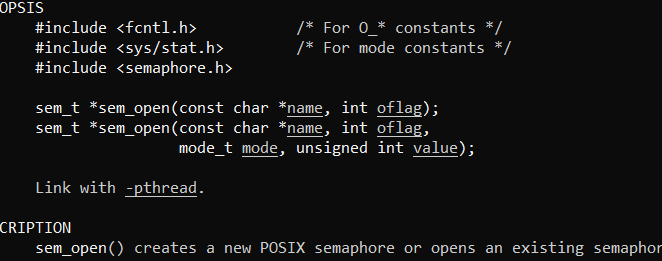 OPSIS
#include <fcntl.h> /* For O_* constants */
#include <sys/stat.h> /* For mode constants */
#include <semaphore.h>
sem_t *sem_open(const char *name, int oflag);
sem_t *sem_open(const char *name, int oflag,
mode_t mode, unsigned int value);
Link with -pthread.
CRIPTION
sem_open() creates a new POSIX semaphore or opens an existing semaphor